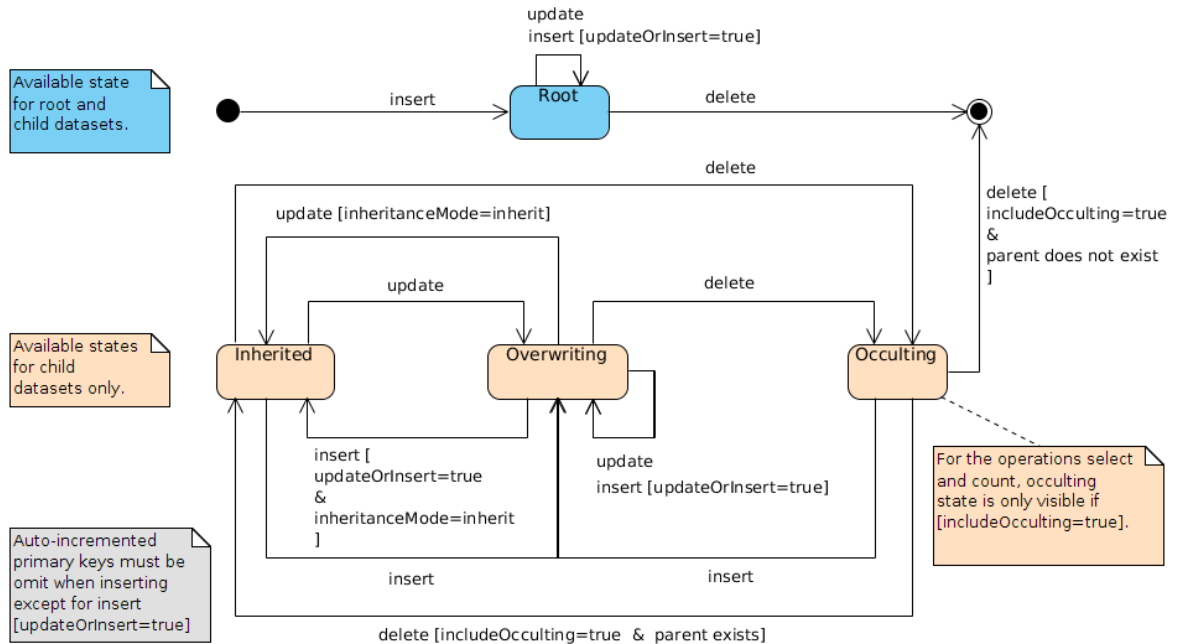 update
insert [updateOrInsert=true]
Available state
for root and
child datasets.
insert
Root
delete
delete
update [inheritanceMode=inherit]
delete [
includeOcculting=true
&
parent does not exist
]
update
delete
Available states
for child
datasets only.
Inherited
Overwriting
Occulting
insert [
updateOrInsert=true
&
inheritanceMode=inherit
]
update
insert [updateOrInsert=true]
For the operations select
and count, occulting
state is only visible if
[includeOcculting=true].
Auto-incremented
primary keys must be
omit when inserting
except for insert
[updateOrInsert=true]
insert
insert
delete [includeOcculting=true & parent exists]